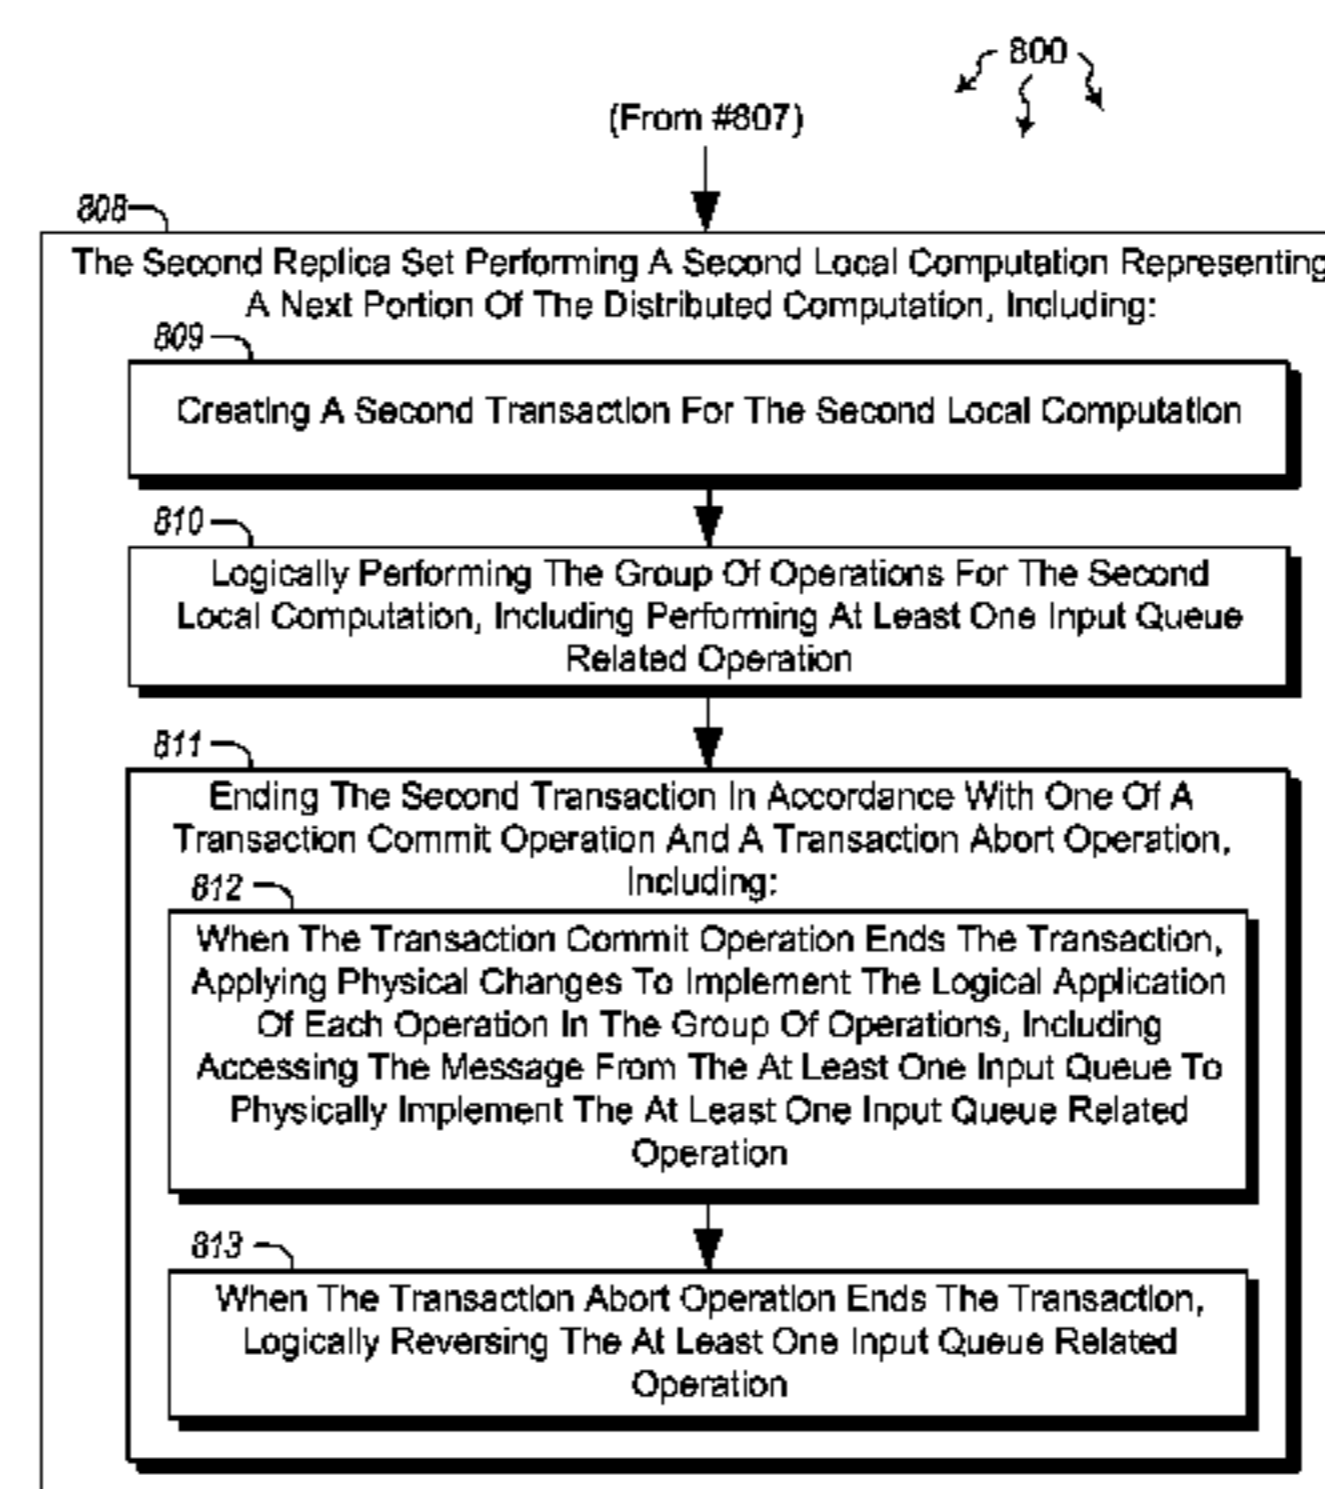 800
(From #807)
808
The Second Replica Set Performing A Second Local Computation Representing
A Next Portion Of The Distributed Computation, Including:
809
Creating A Second Transaction For The Second Local Computation
810
Logically Performing The Group Of Operations For The Second
Local Computation, Including Performing At Least One Input Queue
Related Operation
811
Ending The Second Transaction In Accordance With One Of A
Transaction Commit Operation And A Transaction Abort Operation,
Including:
812
When The Transaction Commit Operation Ends The Transaction,
Applying Physical Changes To Implement The Logical Application
Of Each Operation In The Group Of Operations, Including
Accessing The Message From The At Least One Input Queue To
Physically Implement The At Least One Input Queue Related
Operation
813
When The Transaction Abort Operation Ends The Transaction,
Logically Reversing The At Least One Input Queue Related
Operation